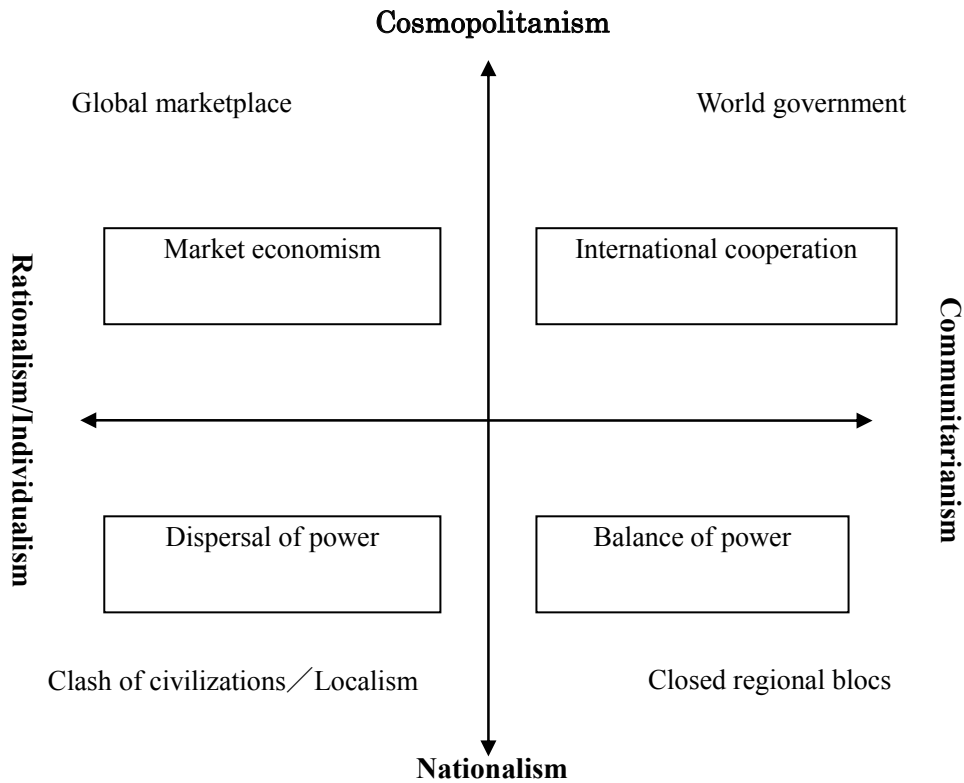 Cosmopolitanism
Global marketplace
World government
Market economism
International cooperation
Rationalism/Individualism
Communitarianism
Dispersal of power
Balance of power
Clash of civilizations／Localism
Closed regional blocs
Nationalism